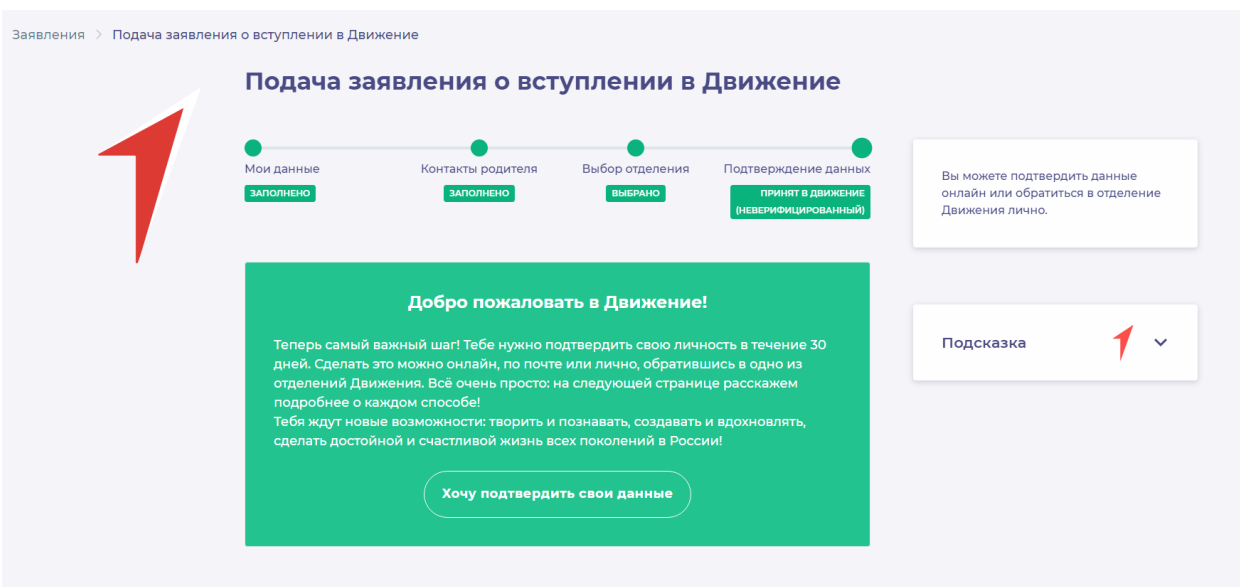 Заявления > Подача заявления о вступлении в Движение
Подача заявления о вступлении в Движение
Мои данные
ЗАПОЛНЕНО
Контакты родителя
ЗАПОЛНЕНО
Выбор отделения
ВЫБРАНО
Подтверждение данных
ПРИНЯТ В ДВИЖЕНИЕ
(НЕВЕРИФИЦИРОВАННЫЙ)
Вы можете подтвердить данные
онлайн или обратиться в отделение
Движения лично.
Добро пожаловать в Движение!
Теперь самый важный шаг! Тебе нужно подтвердить свою личность в течение 30
дней. Сделать это можно онлайн, по почте или лично, обратившись в одно из
отделений Движения. Всё очень просто: на следующей странице расскажем
подробнее о каждом способе!
Тебя ждут новые возможности: творить и познавать, создавать и вдохновлять,
сделать достойной и счастливой жизнь всех поколений в России!
Хочу подтвердить свои данные
Подсказка